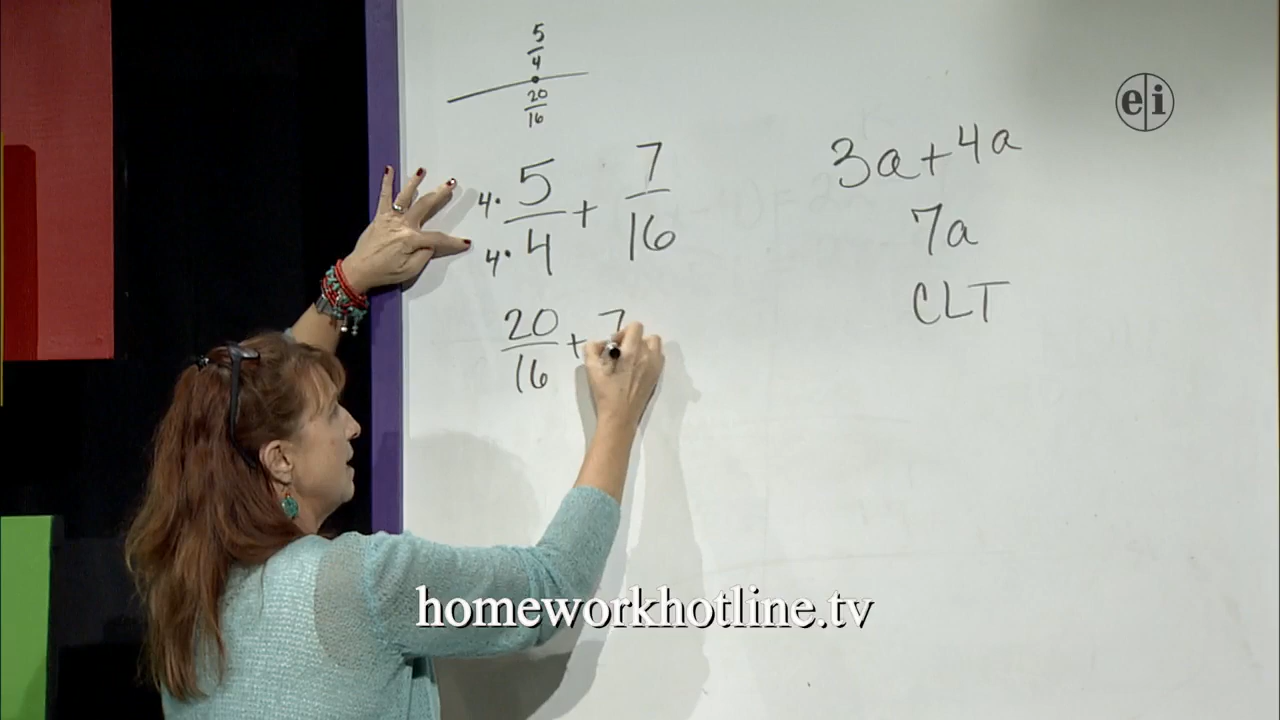 5/4
20/16
4· 5/4 + 7/16
4·
20/16 + 7
3a + 4a
7a
CLT
e|i
homeworkhotline.tv